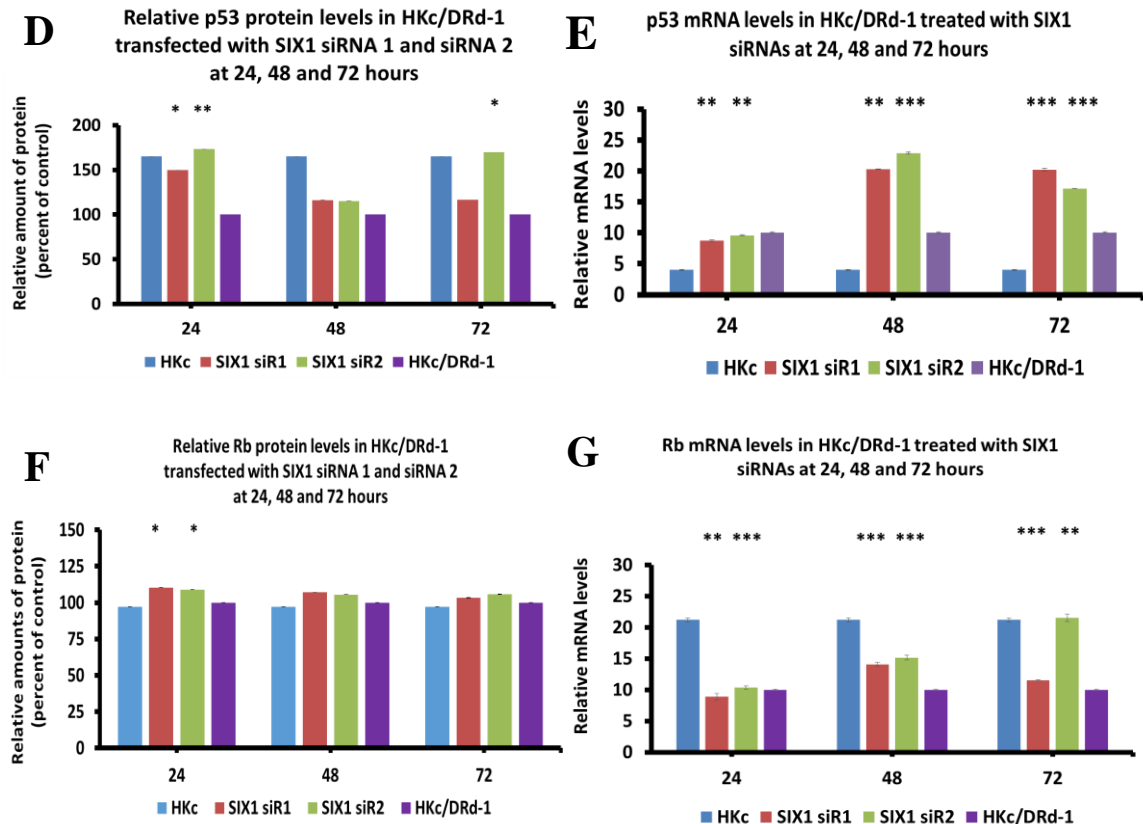 D
Relative p53 protein levels in HKc/DRd-1
transfected with SIX1 siRNA 1 and siRNA 2
at 24, 48 and 72 hours
Relative amount of protein
(percent of control)
* ** *
200
150
100
50
0
24 48 72
HKc SIX1 siR1 SIX1 siR2 HKc/DRd-1
E
p53 mRNA levels in HKc/DRd-1 treated with SIX1
siRNAs at 24, 48 and 72 hours
Relative mRNA levels
** ** ** *** *** ***
30
25
20
15
10
5
0
24 48 72
HKc SIX1 siR1 SIX1 siR2 HKc/DRd-1
F
Relative Rb protein levels in HKc/DRd-1
transfected with SIX1 siRNA 1 and siRNA 2
at 24, 48 and 72 hours
Relative amounts of protein
(percent of control)
* *
150
125
100
75
50
25
0
24 48 72
HKc SIX1 siR1 SIX1 siR2 HKc/DRd-1
G
Rb mRNA levels in HKc/DRd-1 treated with SIX1
siRNAs at 24, 48 and 72 hours
Relative mRNA levels
** *** *** *** *** **
30
25
20
15
10
5
0
24 48 72
HKc SIX1 siR1 SIX1 siR2 HKc/DRd-1